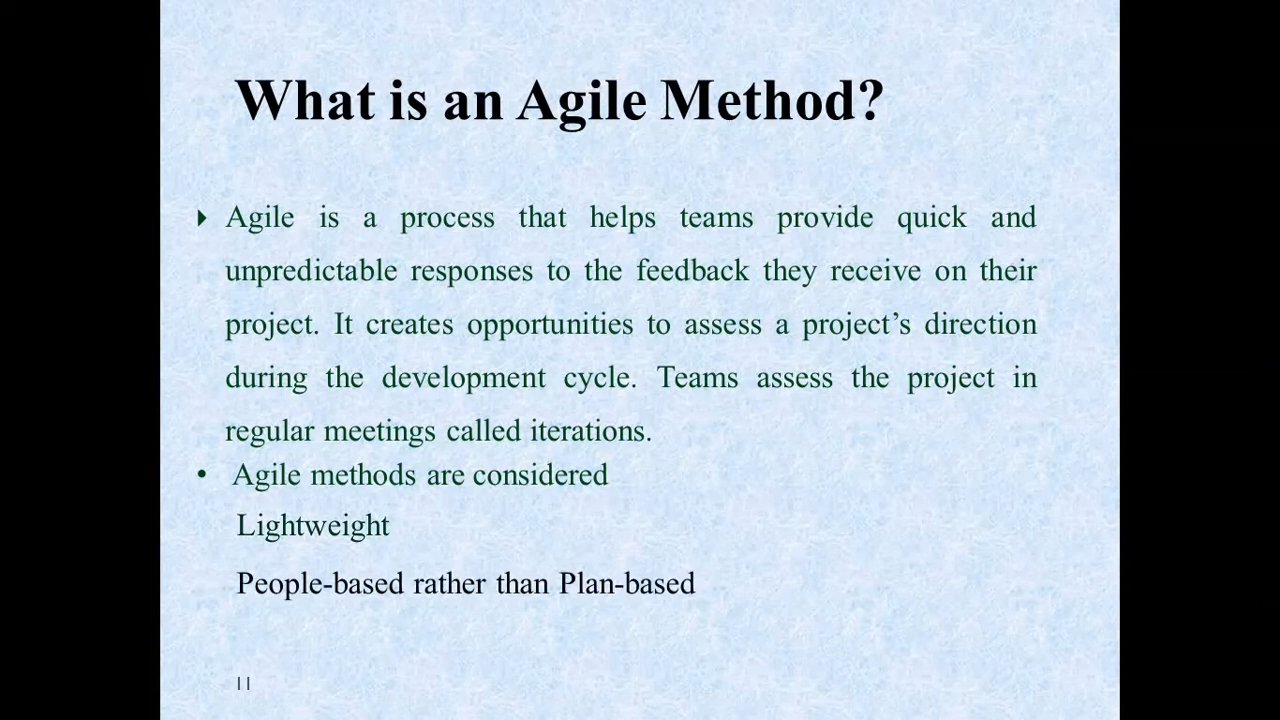 What is an Agile Method?
Agile is a process that helps teams provide quick and
unpredictable responses to the feedback they receive on their
project. It creates opportunities to assess a project’s direction
during the development cycle. Teams assess the project in
regular meetings called iterations.
• Agile methods are considered
Lightweight
People-based rather than Plan-based
11